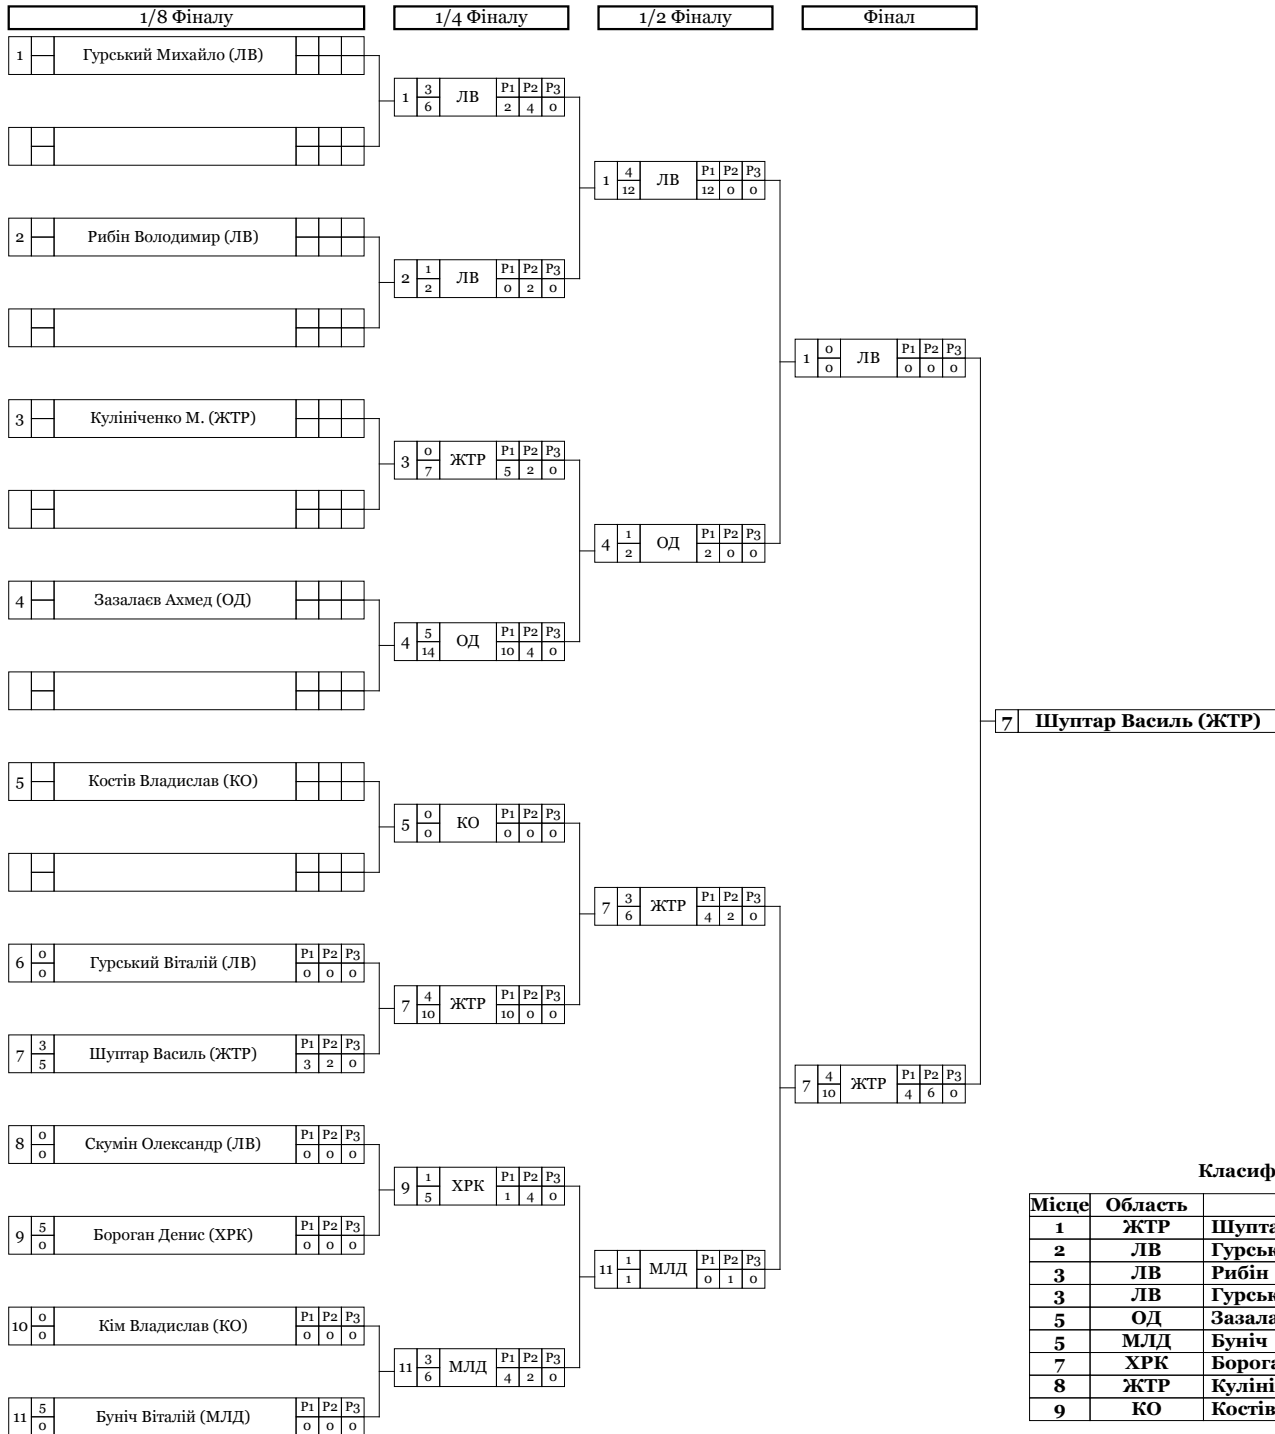 1/8 Фіналу 1/4 Фіналу 1/2 Фіналу Фінал
1 Гурський Михайло (ЛВ)
1 3 6 ЛВ P1 P2 P3 2 4 0
1 4 12 ЛВ P1 P2 P3 12 0 0
2 Рибін Володимир (ЛВ)
2 1 2 ЛВ P1 P2 P3 0 2 0
1 0 0 ЛВ P1 P2 P3 0 0 0
3 Кулініченко М. (ЖТР)
3 0 7 ЖТР P1 P2 P3 5 2 0
4 1 2 ОД P1 P2 P3 2 0 0
4 Зазалаєв Ахмед (ОД)
4 5 14 ОД P1 P2 P3 10 4 0
7 Шуптар Василь (ЖТР)
5 Костів Владислав (КО)
5 0 0 КО P1 P2 P3 0 0 0
7 3 6 ЖТР P1 P2 P3 4 2 0
6 0 0 Гурський Віталій (ЛВ) P1 P2 P3 0 0 0
7 4 10 ЖТР P1 P2 P3 10 0 0
7 3 5 Шуптар Василь (ЖТР) P1 P2 P3 3 2 0
7 4 10 ЖТР P1 P2 P3 4 6 0
8 0 0 Скумін Олександр (ЛВ) P1 P2 P3 0 0 0
9 1 5 ХРК P1 P2 P3 1 4 0
9 5 0 Бороган Денис (ХРК) P1 P2 P3 0 0 0
11 1 1 МЛД P1 P2 P3 0 1 0
10 0 0 Кім Владислав (КО) P1 P2 P3 0 0 0
11 3 6 МЛД P1 P2 P3 4 2 0
11 5 0 Буніч Віталій (МЛД) P1 P2 P3 0 0 0
Класиф
Місце Область
1 ЖТР Шупта
2 ЛВ Гурськ
3 ЛВ Рибін
3 ЛВ Гурськ
5 ОД Зазала
5 МЛД Буніч
7 ХРК Борога
8 ЖТР Куліні
9 КО Костів